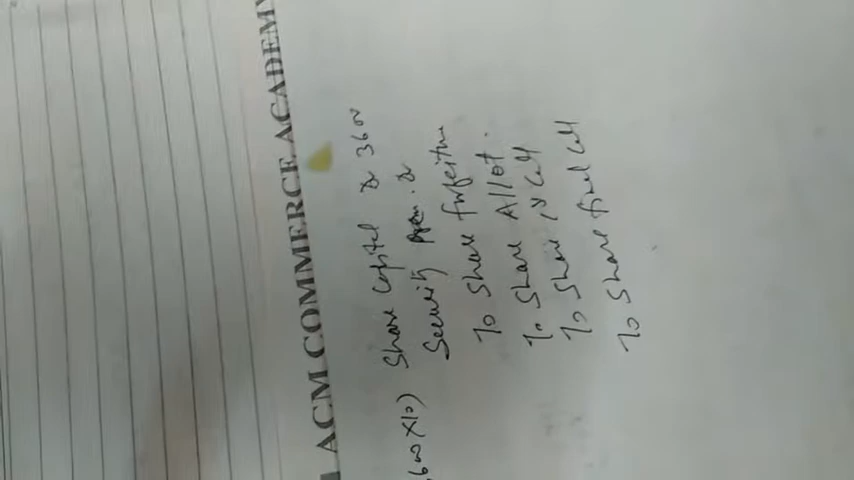 ACM COMMERCE ACADEMY
Share Capital Dr 3600
Security Prem. Dr
To Share forfeiture
To Share Allot.
To Share 1st Call
To Share final Call
600 X 10)